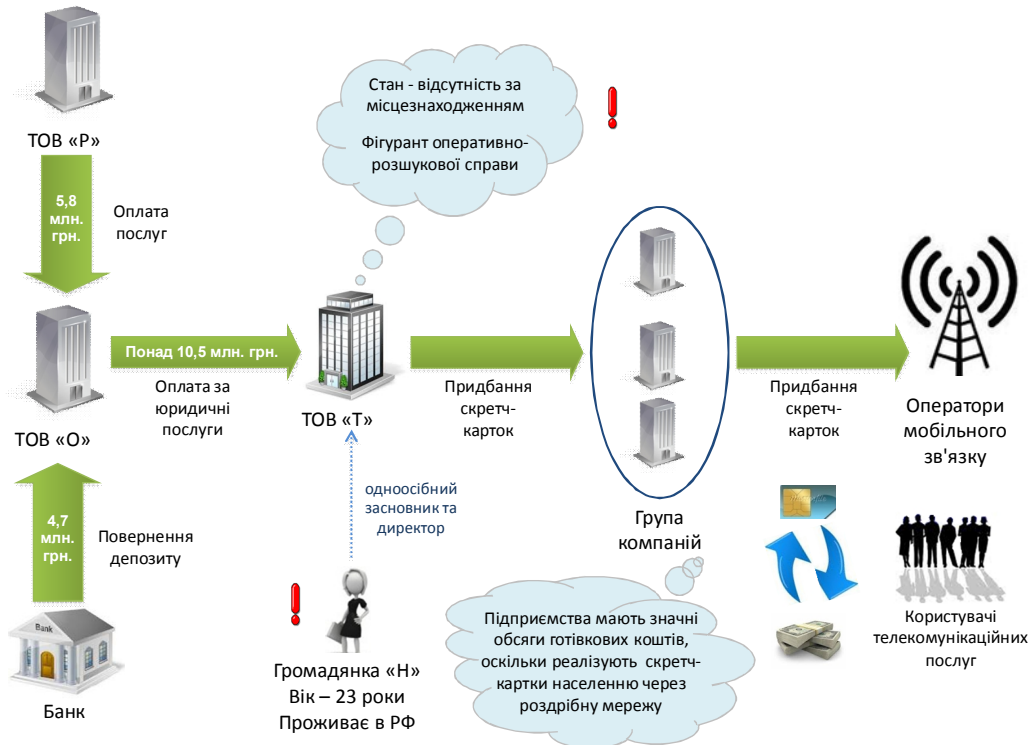 ТОВ «Р»
5,8
млн.
грн.
Оплата
послуг
Стан - відсутність за
місцезнаходженням
Фігурант оперативно-
розшукової справи
ТОВ «О»
Понад 10,5 млн. грн.
Оплата за
юридичні
послуги
ТОВ «Т»
Придбання
скретч-
карток
Група
компаній
Придбання
скретч-
карток
Оператори
мобільного
зв'язку
4,7
млн.
грн.
Повернення
депозиту
Bank
Банк
одноосібний
засновник та
директор
Громадянка «Н»
Вік – 23 роки
Проживає в РФ
Підприємства мають значні
обсяги готівкових коштів,
оскільки реалізують скретч-
картки населенню через
роздрібну мережу
Користувачі
телекомунікаційних
послуг